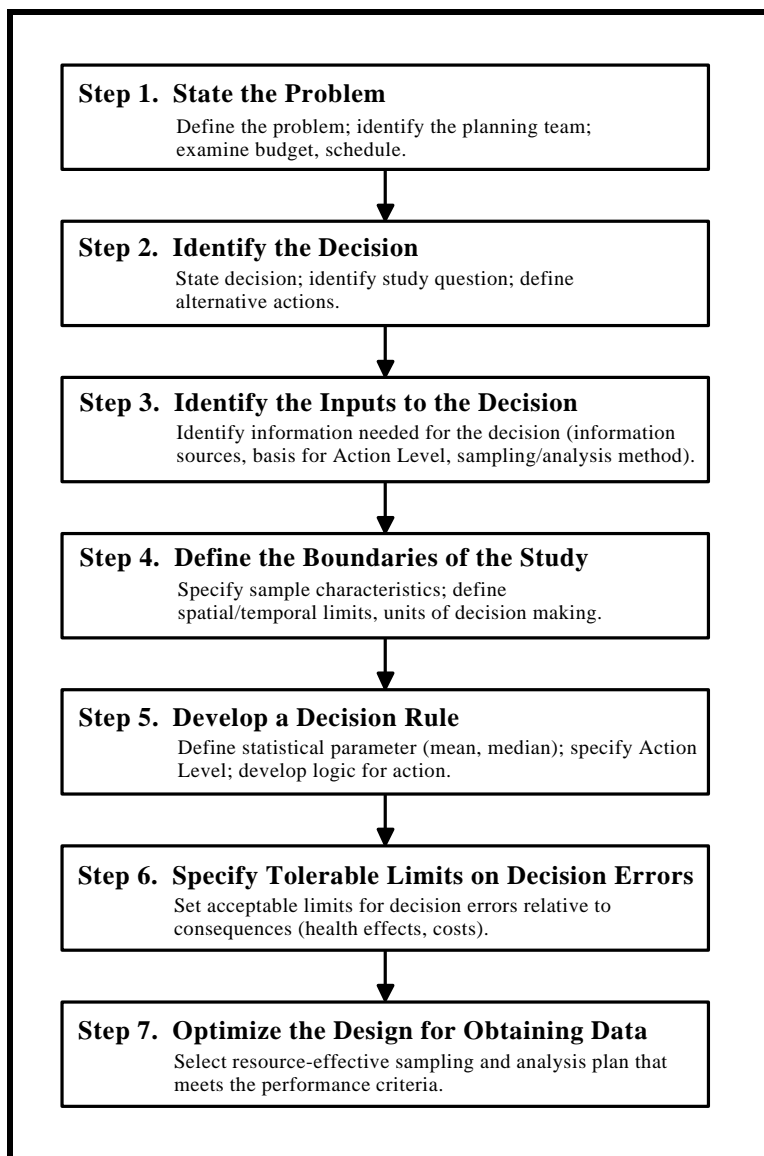 Step 1. State the Problem
Define the problem; identify the planning team;
examine budget, schedule.
Step 2. Identify the Decision
State decision; identify study question; define
alternative actions.
Step 3. Identify the Inputs to the Decision
Identify information needed for the decision (information
sources, basis for Action Level, sampling/analysis method).
Step 4. Define the Boundaries of the Study
Specify sample characteristics; define
spatial/temporal limits, units of decision making.
Step 5. Develop a Decision Rule
Define statistical parameter (mean, median); specify Action
Level; develop logic for action.
Step 6. Specify Tolerable Limits on Decision Errors
Set acceptable limits for decision errors relative to
consequences (health effects, costs).
Step 7. Optimize the Design for Obtaining Data
Select resource-effective sampling and analysis plan that
meets the performance criteria.